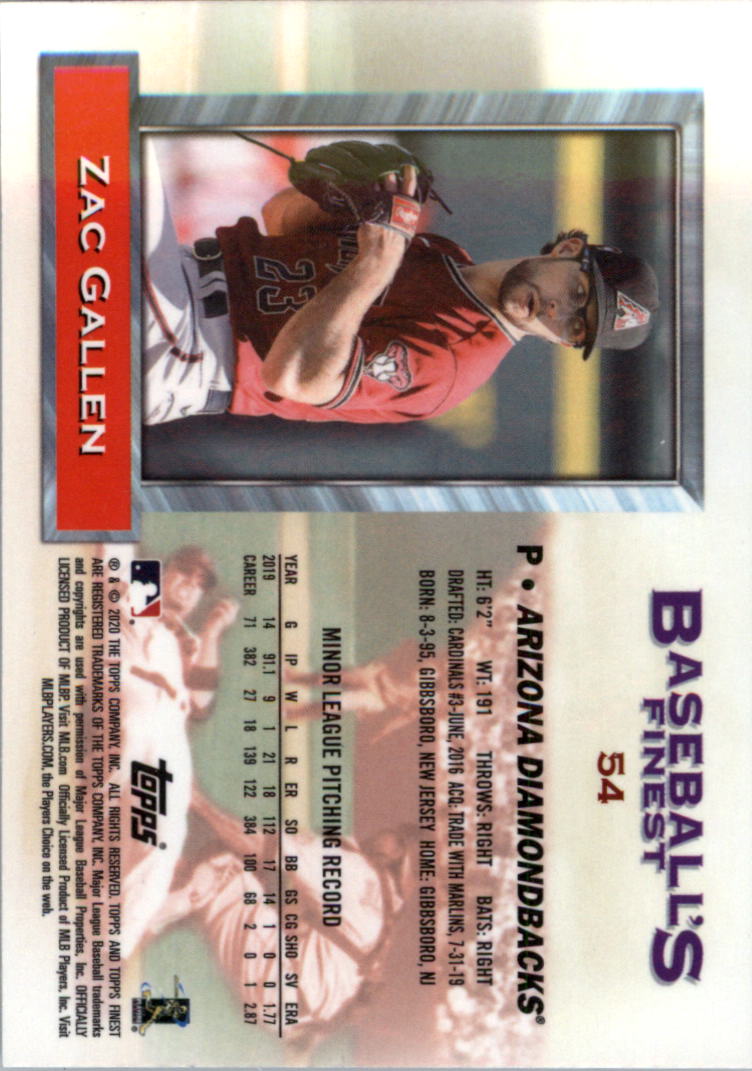 BASEBALL'S
FINEST
54
ZAC GALLEN
23
P • ARIZONA DIAMONDBACKS®
HT: 6'2" WT: 191 THROWS: RIGHT BATS: RIGHT
DRAFTED: CARDINALS #3-JUNE, 2016 ACQ: TRADE WITH MARLINS, 7-31-19
BORN: 8-3-95, GIBBSBORO, NEW JERSEY HOME: GIBBSBORO, NJ
MINOR LEAGUE PITCHING RECORD
YEAR G IP W L R ER SO BB GS CG SHO SV ERA
2019 14 91.1 9 1 21 18 112 17 14 1 0 0 1.77
CAREER 71 382 27 18 139 122 384 100 68 2 0 1 2.87
topps®
® & © 2020 THE TOPPS COMPANY, INC. ALL RIGHTS RESERVED. TOPPS AND TOPPS FINEST
ARE REGISTERED TRADEMARKS OF THE TOPPS COMPANY, INC. Major League Baseball trademarks
and copyrights are used with permission of Major League Baseball Properties, Inc. OFFICIALLY
LICENSED PRODUCT OF MLBP. Visit MLB.com Officially Licensed Product of MLB Players, Inc. Visit
MLBPLAYERS.COM, the Players Choice on the web.